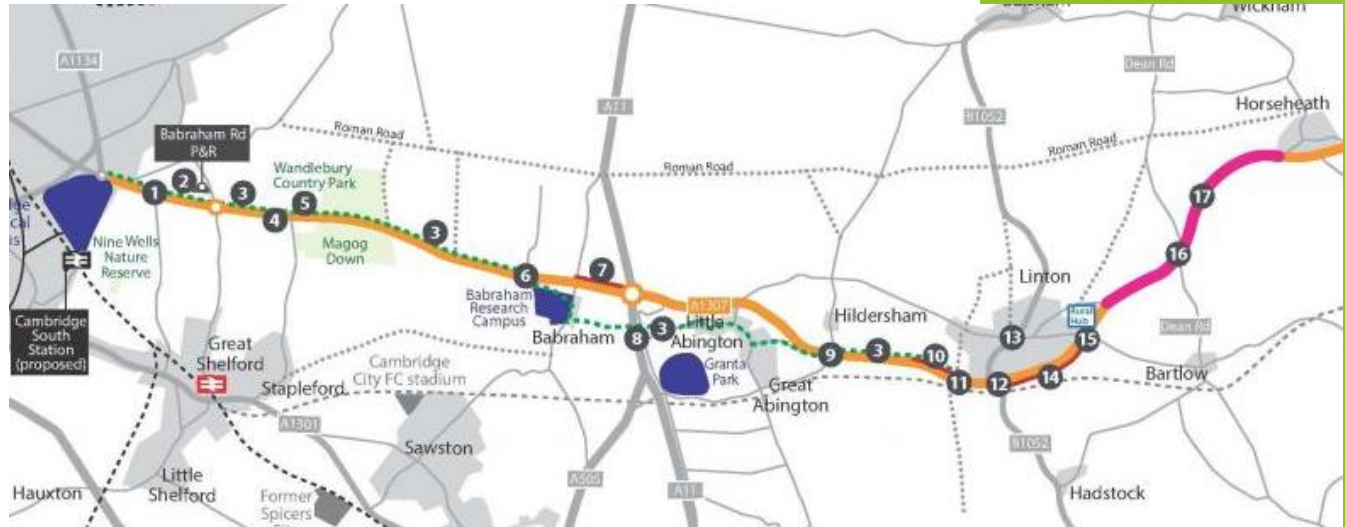 WICKHAM
A1134
A11
B1052
Dean Rd
Horseheath
Babraham Rd
P&R
Roman Road
Roman Road
Roman Road
Wandlebury
Country Park
1
2
3
4
5
Nine Wells
Nature
Reserve
Magog
Down
3
6
7
17
16
Linton
Rural
Hub
Babraham
Research
Campus
Babraham
8
3
A1307
Little
Abington
Hildersham
9
3
10
11
12
13
14
15
Dean Rd
Bartlow
Cambridge
South
Station
(proposed)
Great
Shelford
Stapleford
Cambridge
City FC stadium
Granta
Park
Great
Abington
A1301
Sawston
B1052
Hauxton
Little
Shelford
Former
Spicers
A505
A11
Hadstock